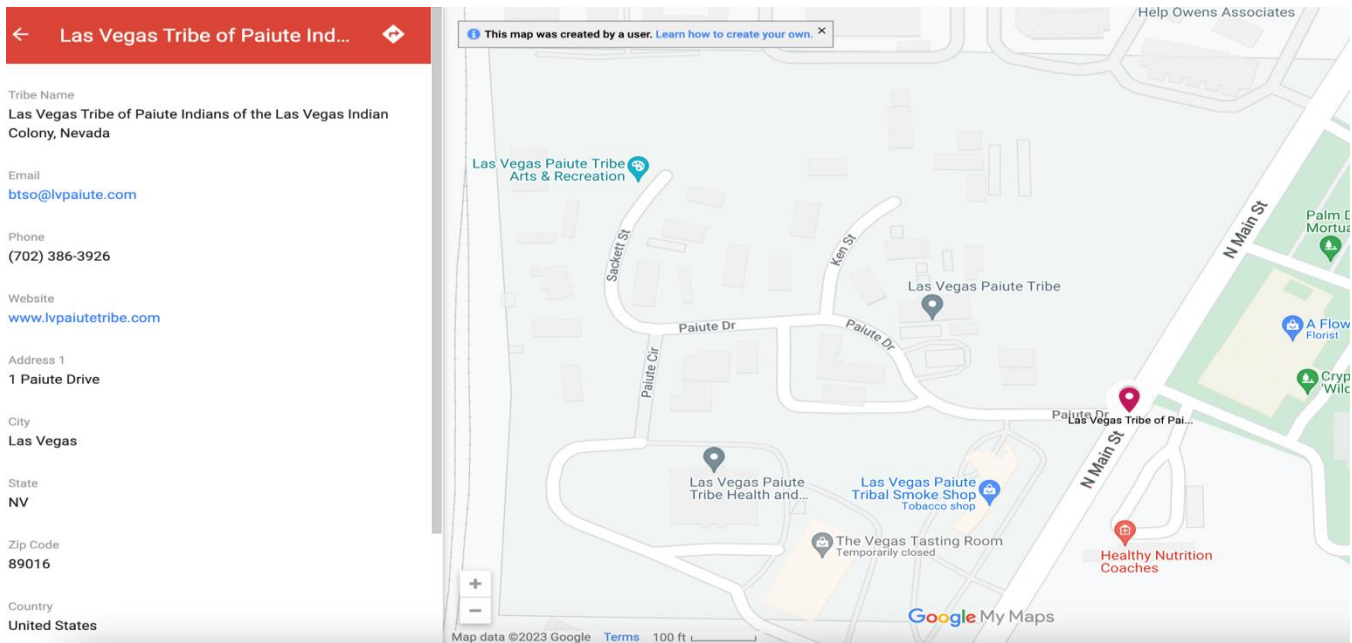 Las Vegas Tribe of Paiute Ind...
Tribe Name
Las Vegas Tribe of Paiute Indians of the Las Vegas Indian
Colony, Nevada
Email
btso@lvpaiute.com
Phone
(702) 386-3926
Website
www.lvpaiutetribe.com
Address 1
1 Paiute Drive
City
Las Vegas
State
NV
Zip Code
89016
Country
United States
This map was created by a user. Learn how to create your own.
Help Owens Associates
Las Vegas Paiute Tribe
Arts & Recreation
Sackett St
Ken St
N Main St
Palm D
Mortua
Las Vegas Paiute Tribe
Paiute Dr
Paiute Dr
A Flow
Florist
Paiute Cir
Cryp
'Wild
Paiute Dr
Las Vegas Tribe of Pai...
N Main St
Las Vegas Paiute
Tribe Health and...
Las Vegas Paiute
Tribal Smoke Shop
Tobacco shop
The Vegas Tasting Room
Temporarily closed
Healthy Nutrition
Coaches
+
−
Google My Maps
Map data ©2023 Google Terms 100 ft